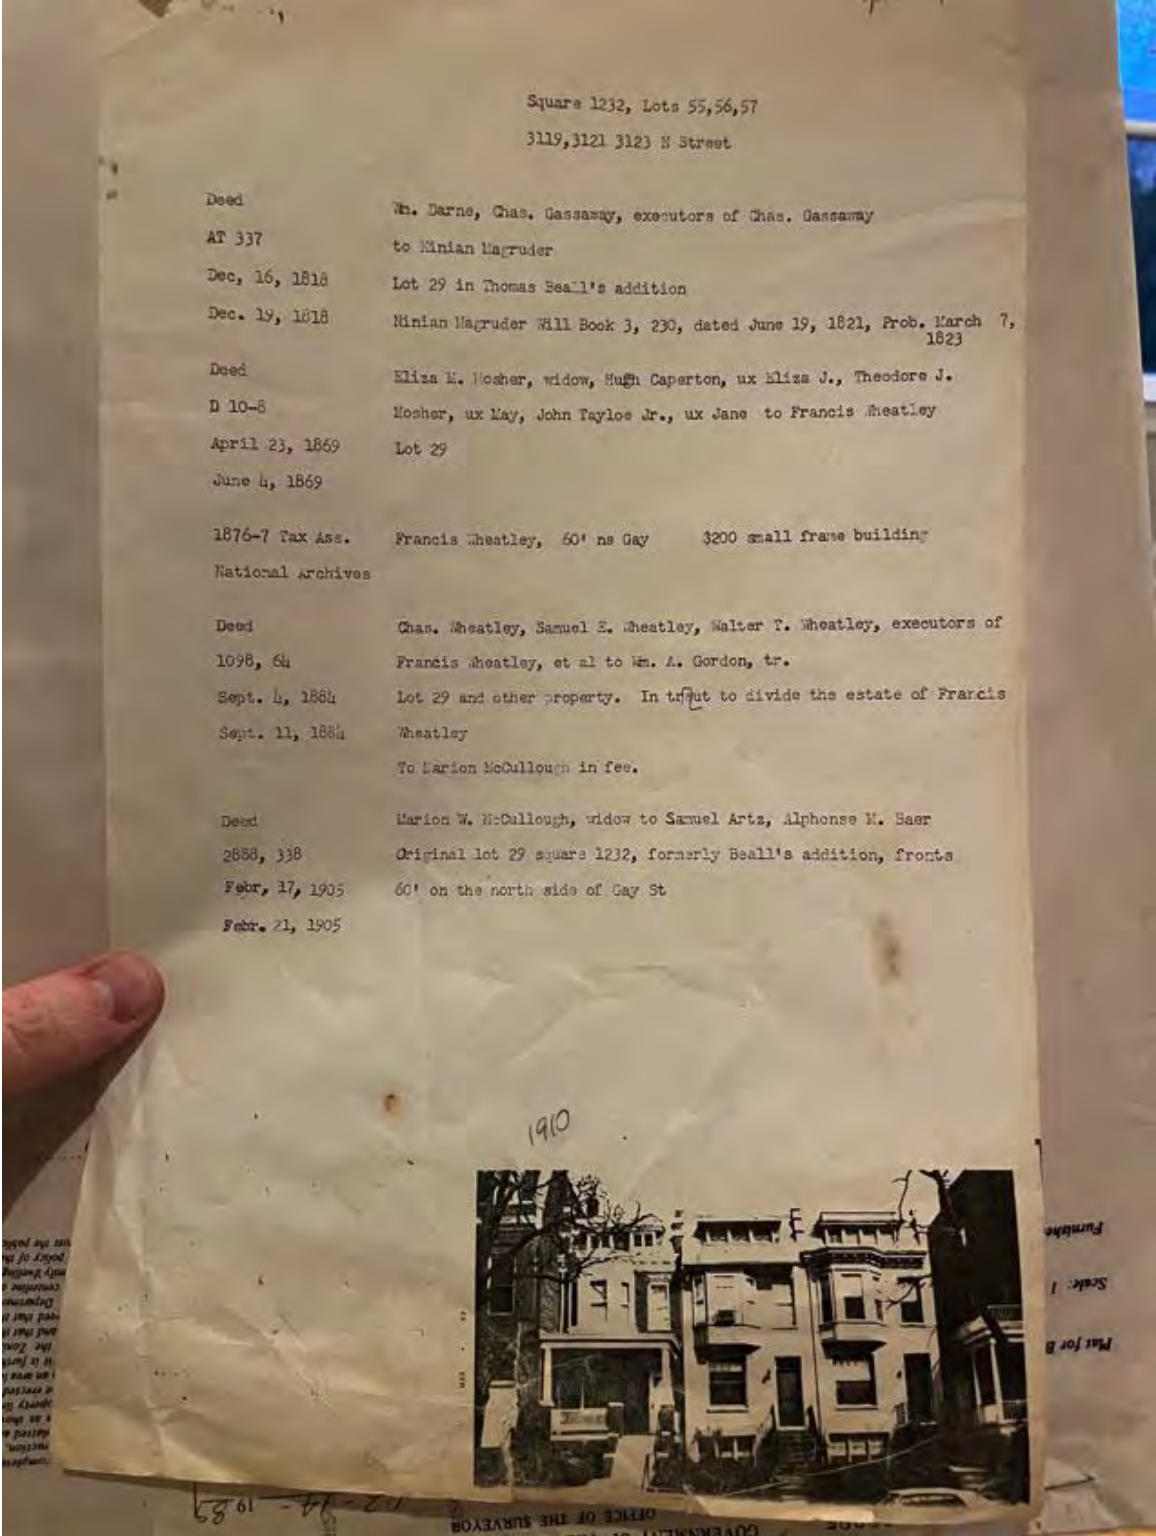 Square 1232, Lots 55,56,57
3119,3121 3123 N Street
Deed
Wm. Darne, Chas. Gassaway, executors of Chas. Gassaway
AT 337
to Ninian Magruder
Dec, 16, 1818
Lot 29 in Thomas Beall's addition
Dec. 19, 1818
Ninian Magruder Will Book 3, 230, dated June 19, 1821, Prob. March 7,
1823
Deed
Eliza M. Mosher, widow, Hugh Caperton, ux Eliza J., Theodore J.
D 10-8
Mosher, ux May, John Tayloe Jr., ux Jane to Francis Wheatley
April 23, 1869
Lot 29
June 4, 1869
1876-7 Tax Ass.
Francis Wheatley, 60' ns Gay $200 small frame building
National Archives
Deed
Chas. Wheatley, Samuel E. Wheatley, Walter T. Wheatley, executors of
1098, 64
Francis Wheatley, et al to Wm. A. Gordon, tr.
Sept. 4, 1884
Lot 29 and other property. In to divide the estate of Francis
Sept. 11, 1884
Wheatley
To Marion McCullough in fee.
Deed
Marion W. McCullough, widow to Samuel Artz, Alphonse M. Baer
2888, 338
Original lot 29 square 1232, formerly Beall's addition, fronts
Febr, 17, 1905
60' on the north side of Gay St
Febr. 21, 1905
1910
Scale: 1
Plat for B
OFFICE OF THE SURVEYOR